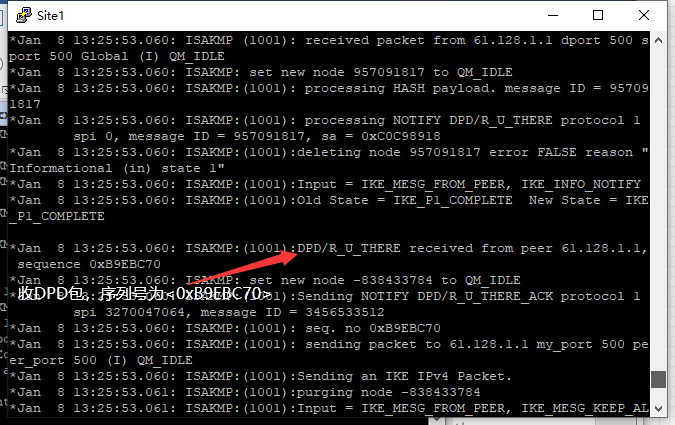 Site1
*Jan  8 13:25:53.060: ISAKMP (1001): received packet from 61.128.1.1 dport 500 s
port 500 Global (I) QM_IDLE
*Jan  8 13:25:53.060: ISAKMP: set new node 957091817 to QM_IDLE
*Jan  8 13:25:53.060: ISAKMP:(1001): processing HASH payload. message ID = 95709
1817
*Jan  8 13:25:53.060: ISAKMP:(1001): processing NOTIFY DPD/R_U_THERE protocol 1
spi 0, message ID = 957091817, sa = 0xC0C98918
*Jan  8 13:25:53.060: ISAKMP:(1001):deleting node 957091817 error FALSE reason "
Informational (in) state 1"
*Jan  8 13:25:53.060: ISAKMP:(1001):Input = IKE_MESG_FROM_PEER, IKE_INFO_NOTIFY
*Jan  8 13:25:53.060: ISAKMP:(1001):Old State = IKE_P1_COMPLETE  New State = IKE
_P1_COMPLETE
*Jan  8 13:25:53.060: ISAKMP:(1001):DPD/R_U_THERE received from peer 61.128.1.1,
sequence 0xB9EBC70
*Jan  8 13:25:53.060: ISAKMP: set new node -838433784 to QM_IDLE
收DPD包，序列号为<0xB9EBC70>
*Jan  8 13:25:53.060: ISAKMP:(1001):Sending NOTIFY DPD/R_U_THERE_ACK protocol 1
spi 3270047064, message ID = 3456533512
*Jan  8 13:25:53.060: ISAKMP:(1001): seq. no 0xB9EBC70
*Jan  8 13:25:53.060: ISAKMP:(1001): sending packet to 61.128.1.1 my_port 500 pe
er_port 500 (I) QM_IDLE
*Jan  8 13:25:53.060: ISAKMP:(1001):Sending an IKE IPv4 Packet.
*Jan  8 13:25:53.061: ISAKMP:(1001):purging node -838433784
*Jan  8 13:25:53.061: ISAKMP:(1001):Input = IKE_MESG_FROM_PEER, IKE_MESG_KEEP_AL